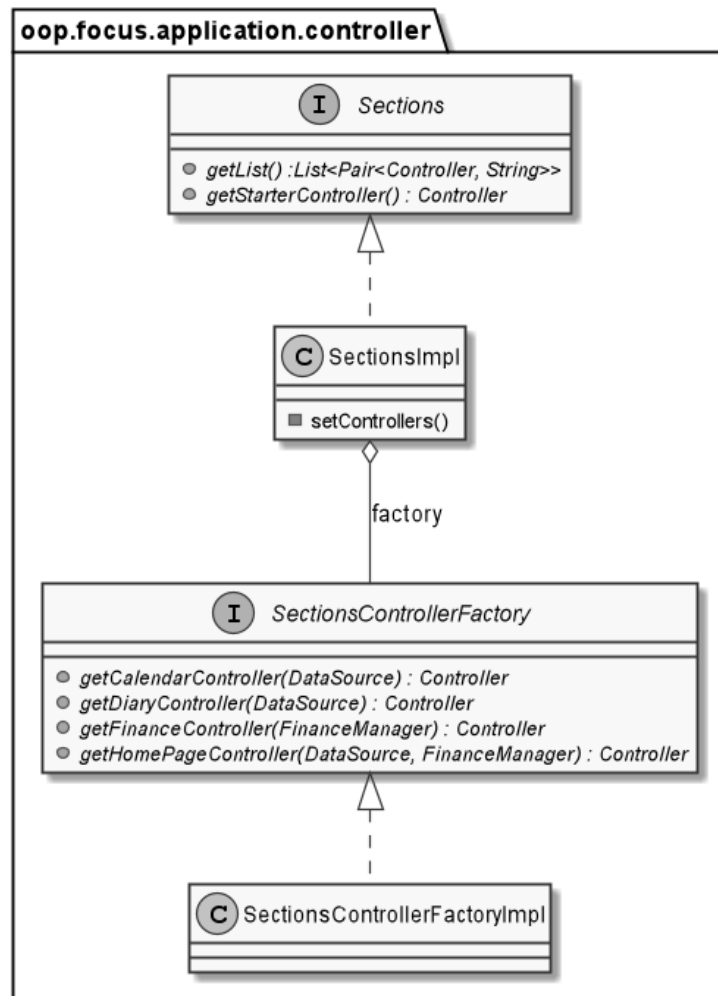 oop.focus.application.controller
I Sections
getList() :List<Pair<Controller, String>>
getStarterController() : Controller
C SectionsImpl
setControllers()
factory
I SectionsControllerFactory
getCalendarController(DataSource) : Controller
getDiaryController(DataSource) : Controller
getFinanceController(FinanceManager) : Controller
getHomePageController(DataSource, FinanceManager) : Controller
C SectionsControllerFactoryImpl